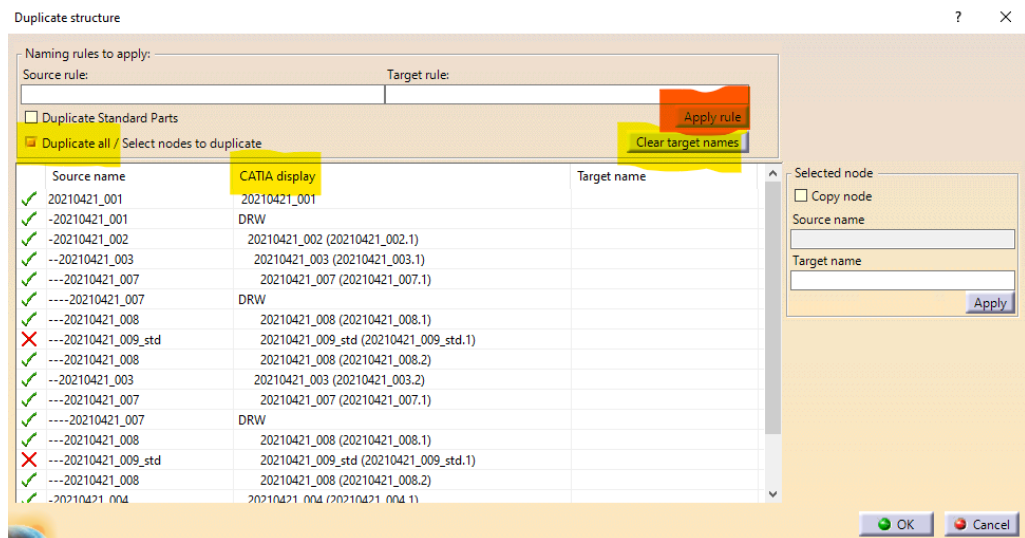 Duplicate structure ? ×
Naming rules to apply:
Source rule: Target rule:
Duplicate Standard Parts Apply rule
Duplicate all / Select nodes to duplicate Clear target names
Source name CATIA display Target name
20210421_001 20210421_001
-20210421_001 DRW
-20210421_002 20210421_002 (20210421_002.1)
--20210421_003 20210421_003 (20210421_003.1)
---20210421_007 20210421_007 (20210421_007.1)
----20210421_007 DRW
---20210421_008 20210421_008 (20210421_008.1)
---20210421_009_std 20210421_009_std (20210421_009_std.1)
---20210421_008 20210421_008 (20210421_008.2)
--20210421_003 20210421_003 (20210421_003.2)
---20210421_007 20210421_007 (20210421_007.1)
----20210421_007 DRW
---20210421_008 20210421_008 (20210421_008.1)
---20210421_009_std 20210421_009_std (20210421_009_std.1)
---20210421_008 20210421_008 (20210421_008.2)
-20210421_004 20210421_004 (20210421_004.1)
Selected node
Copy node
Source name
Target name
Apply
OK Cancel